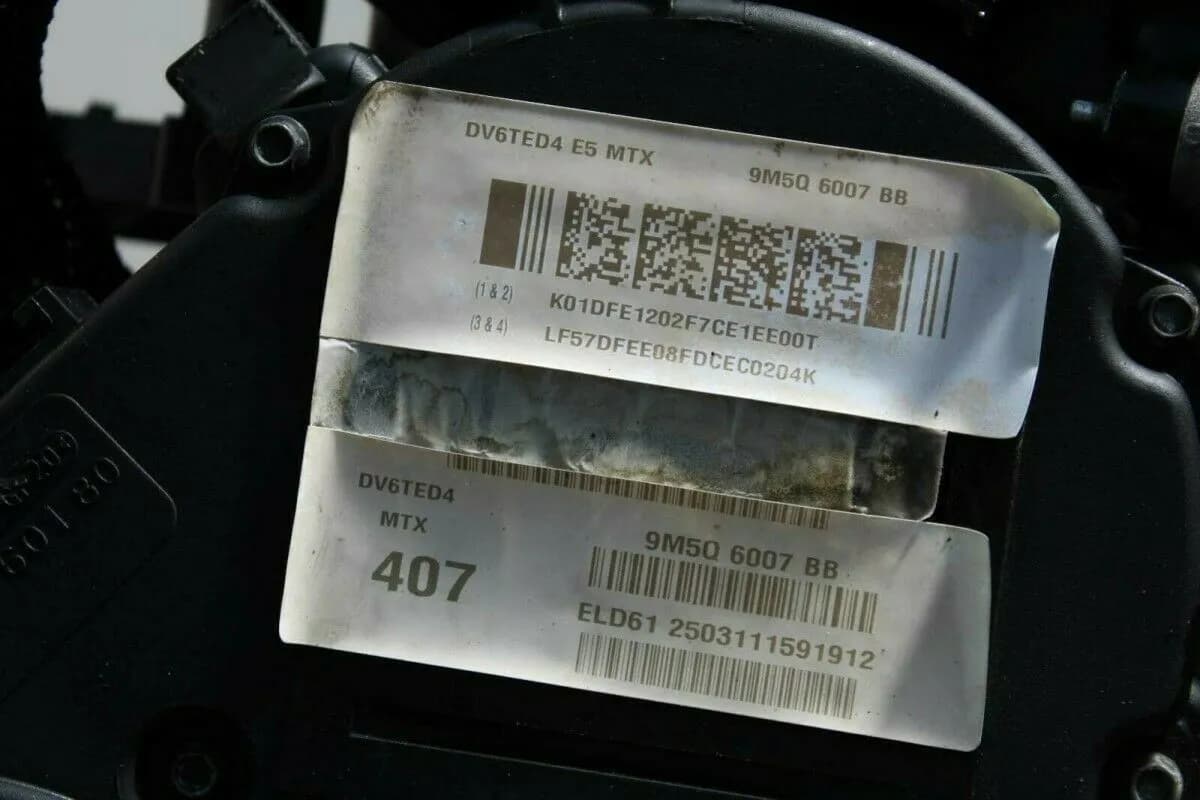 DV6TED4 E5 MTX
9M5Q 6007 BB
(1 & 2)
K01DFE1202F7CE1EE00T
(3 & 4)
LF57DFEE08FDCEC0204K
DV6TED4
MTX
407
9M5Q 6007 BB
ELD61 2503111591912
50180